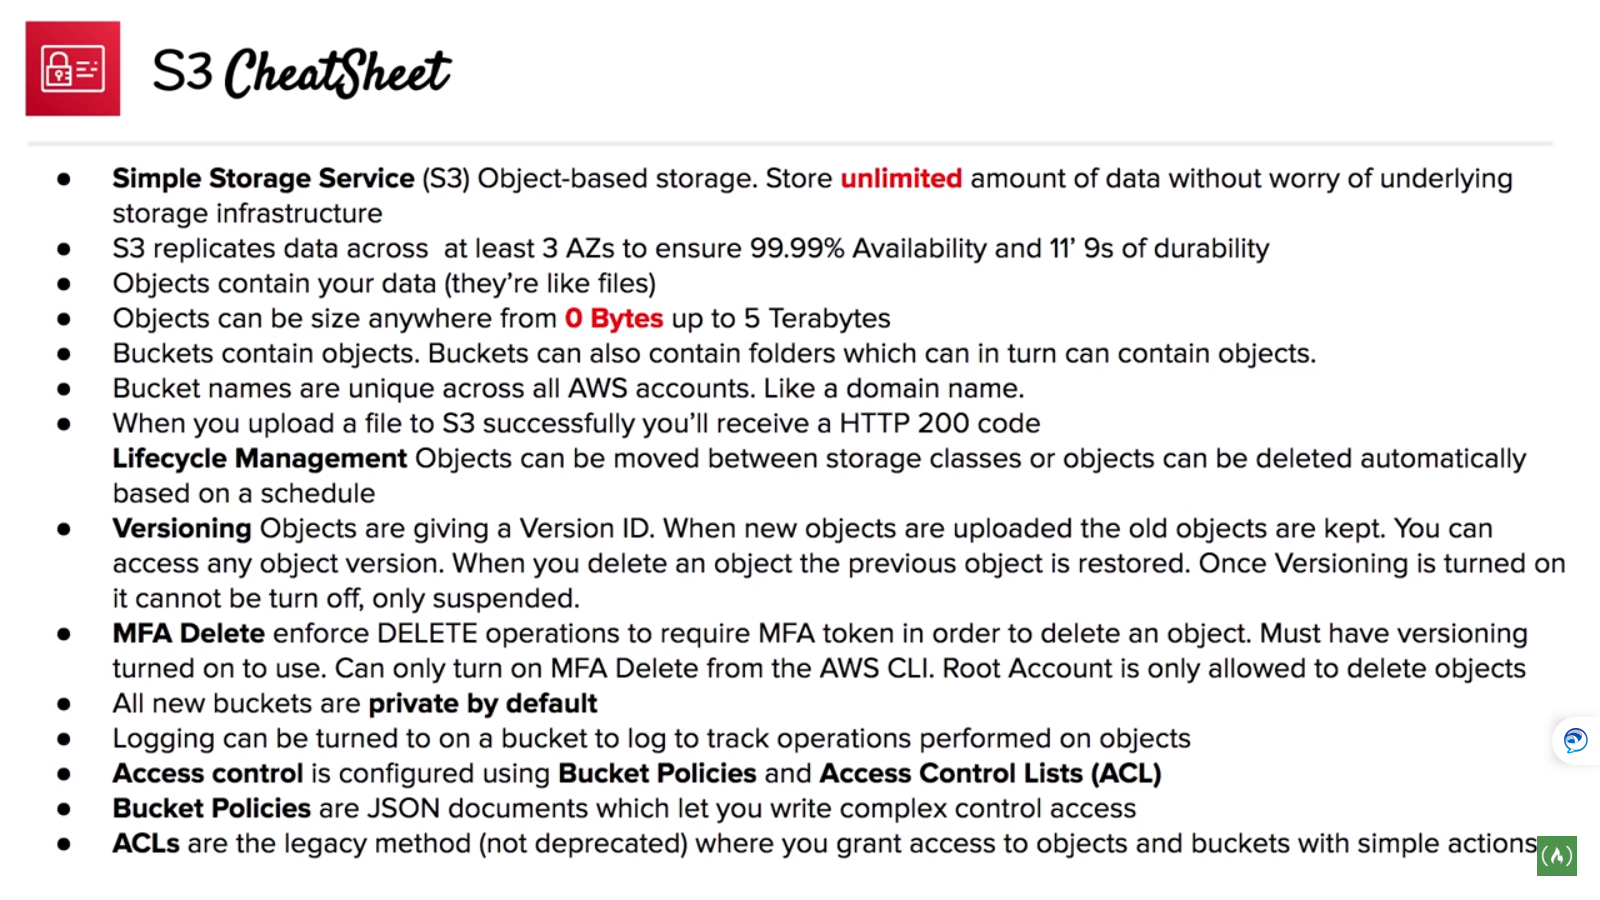 S3 CheatSheet
● Simple Storage Service (S3) Object-based storage. Store unlimited amount of data without worry of underlying
storage infrastructure
● S3 replicates data across  at least 3 AZs to ensure 99.99% Availability and 11’ 9s of durability
● Objects contain your data (they’re like files)
● Objects can be size anywhere from 0 Bytes up to 5 Terabytes
● Buckets contain objects. Buckets can also contain folders which can in turn can contain objects.
● Bucket names are unique across all AWS accounts. Like a domain name.
● When you upload a file to S3 successfully you’ll receive a HTTP 200 code
Lifecycle Management Objects can be moved between storage classes or objects can be deleted automatically
based on a schedule
● Versioning Objects are giving a Version ID. When new objects are uploaded the old objects are kept. You can
access any object version. When you delete an object the previous object is restored. Once Versioning is turned on
it cannot be turn off, only suspended.
● MFA Delete enforce DELETE operations to require MFA token in order to delete an object. Must have versioning
turned on to use. Can only turn on MFA Delete from the AWS CLI. Root Account is only allowed to delete objects
● All new buckets are private by default
● Logging can be turned to on a bucket to log to track operations performed on objects
● Access control is configured using Bucket Policies and Access Control Lists (ACL)
● Bucket Policies are JSON documents which let you write complex control access
● ACLs are the legacy method (not deprecated) where you grant access to objects and buckets with simple actions